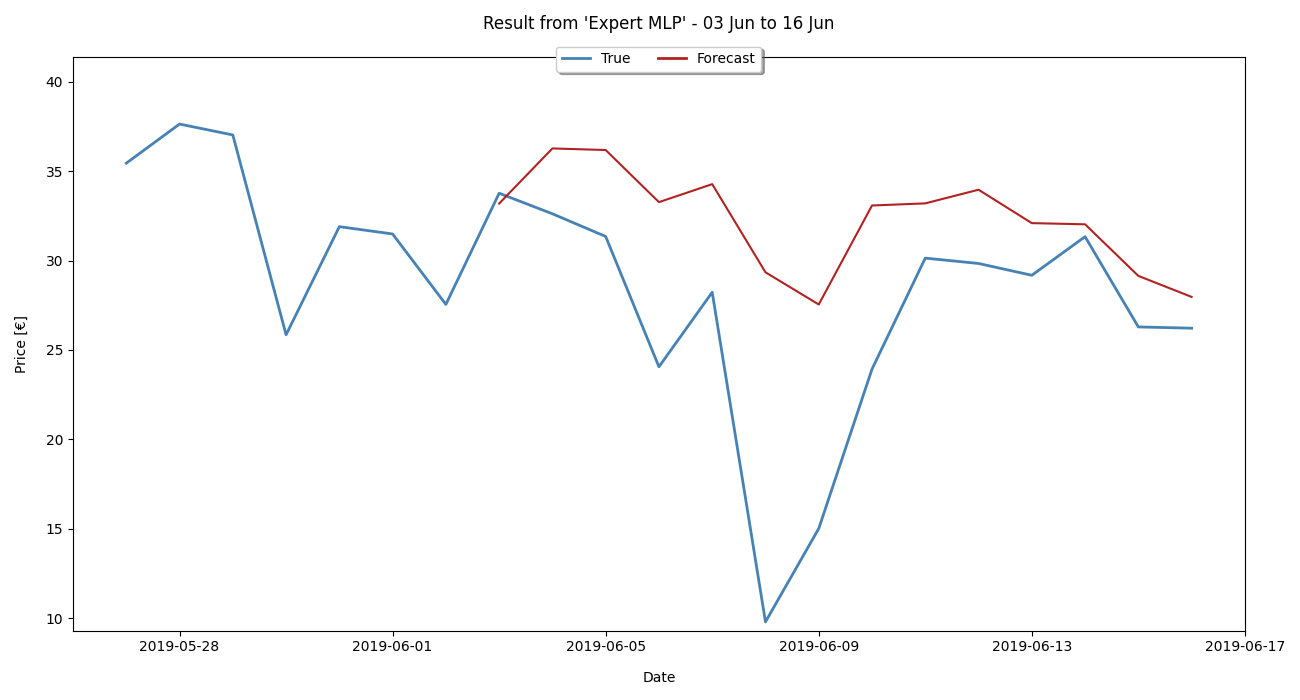 Result from 'Expert MLP' - 03 Jun to 16 Jun
True Forecast
40
35
30
25
20
15
10
Price [€]
2019-05-28 2019-06-01 2019-06-05 2019-06-09 2019-06-13 2019-06-17
Date